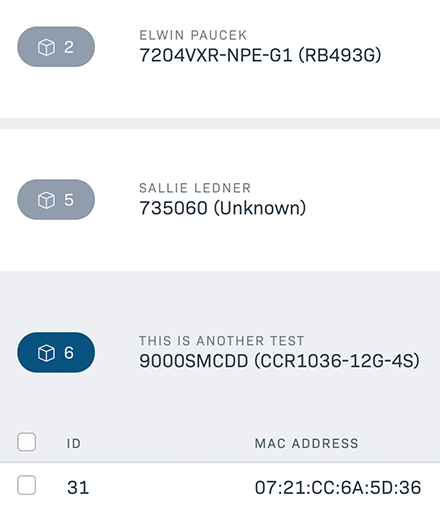 2
ELWIN PAUCEK
7204VXR-NPE-G1 (RB493G)
5
SALLIE LEDNER
735060 (Unknown)
6
THIS IS ANOTHER TEST
9000SMCDD (CCR1036-12G-4S)
ID MAC ADDRESS
31 07:21:CC:6A:5D:36